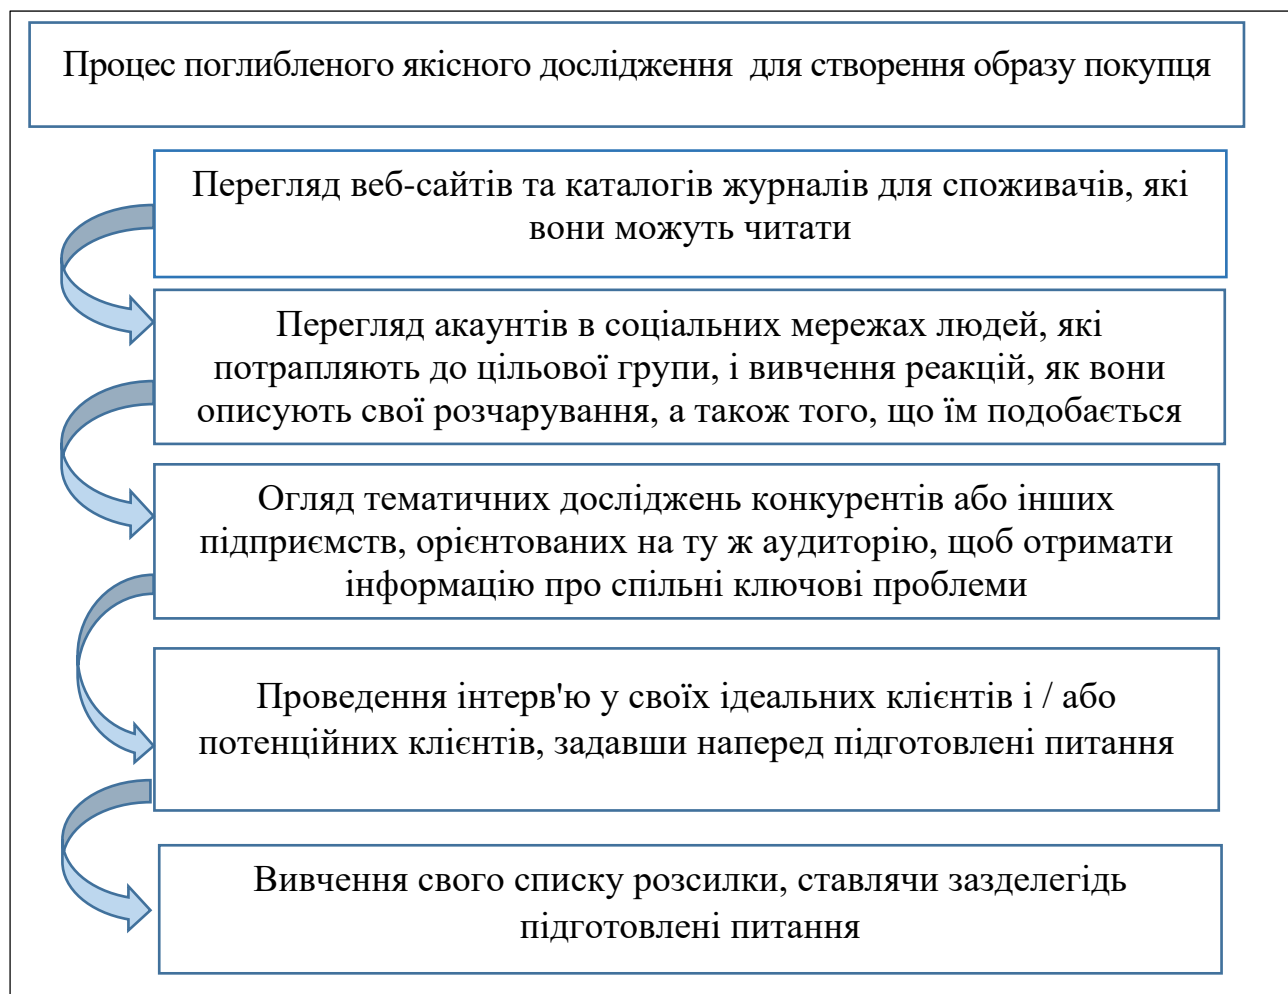 Процес поглибленого якісного дослідження для створення образу покупця
Перегляд веб-сайтів та каталогів журналів для споживачів, які
вони можуть читати
Перегляд акаунтів в соціальних мережах людей, які
потрапляють до цільової групи, і вивчення реакцій, як вони
описують свої розчарування, а також того, що їм подобається
Огляд тематичних досліджень конкурентів або інших
підприємств, орієнтованих на ту ж аудиторію, щоб отримати
інформацію про спільні ключові проблеми
Проведення інтерв'ю у своїх ідеальних клієнтів і / або
потенційних клієнтів, задавши наперед підготовлені питання
Вивчення свого списку розсилки, ставлячи зазделегідь
підготовлені питання